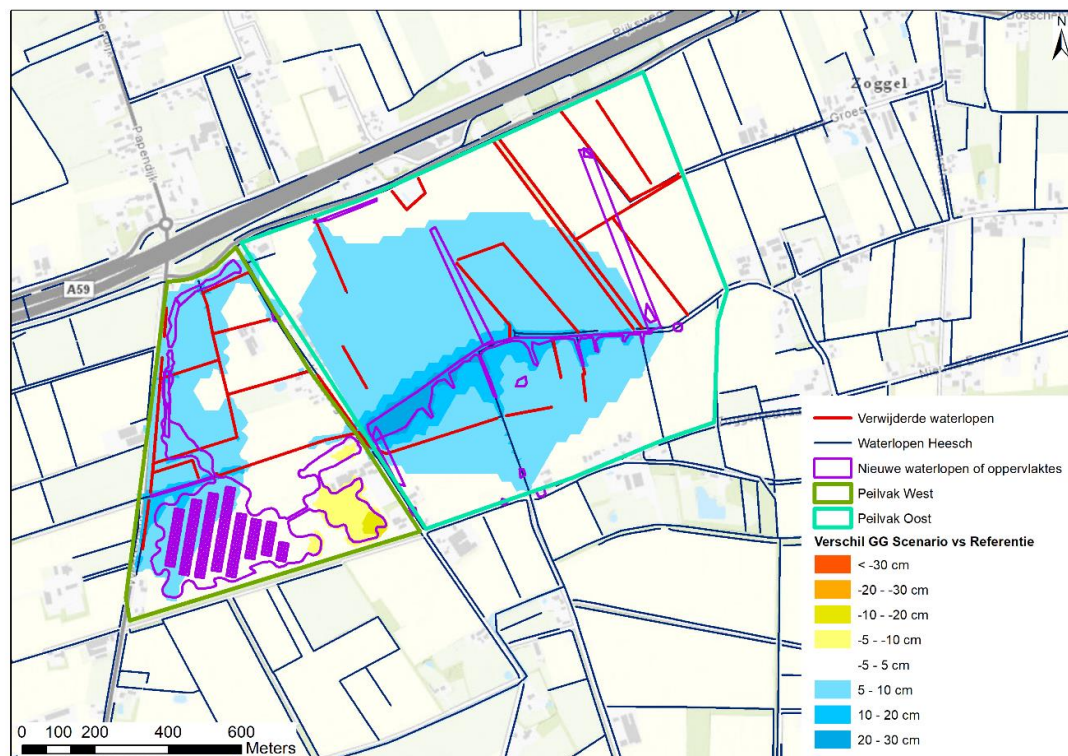 N
Zoggel
Rijksweg
Papendijk
Groes
A59
Verwijderde waterlopen
Waterlopen Heesch
Nieuwe waterlopen of oppervlaktes
Peilvak West
Peilvak Oost
Verschil GG Scenario vs Referentie
< -30 cm
-20 - -30 cm
-10 - -20 cm
-5 - -10 cm
-5 - 5 cm
5 - 10 cm
10 - 20 cm
20 - 30 cm
0 100 200 400 600
Meters